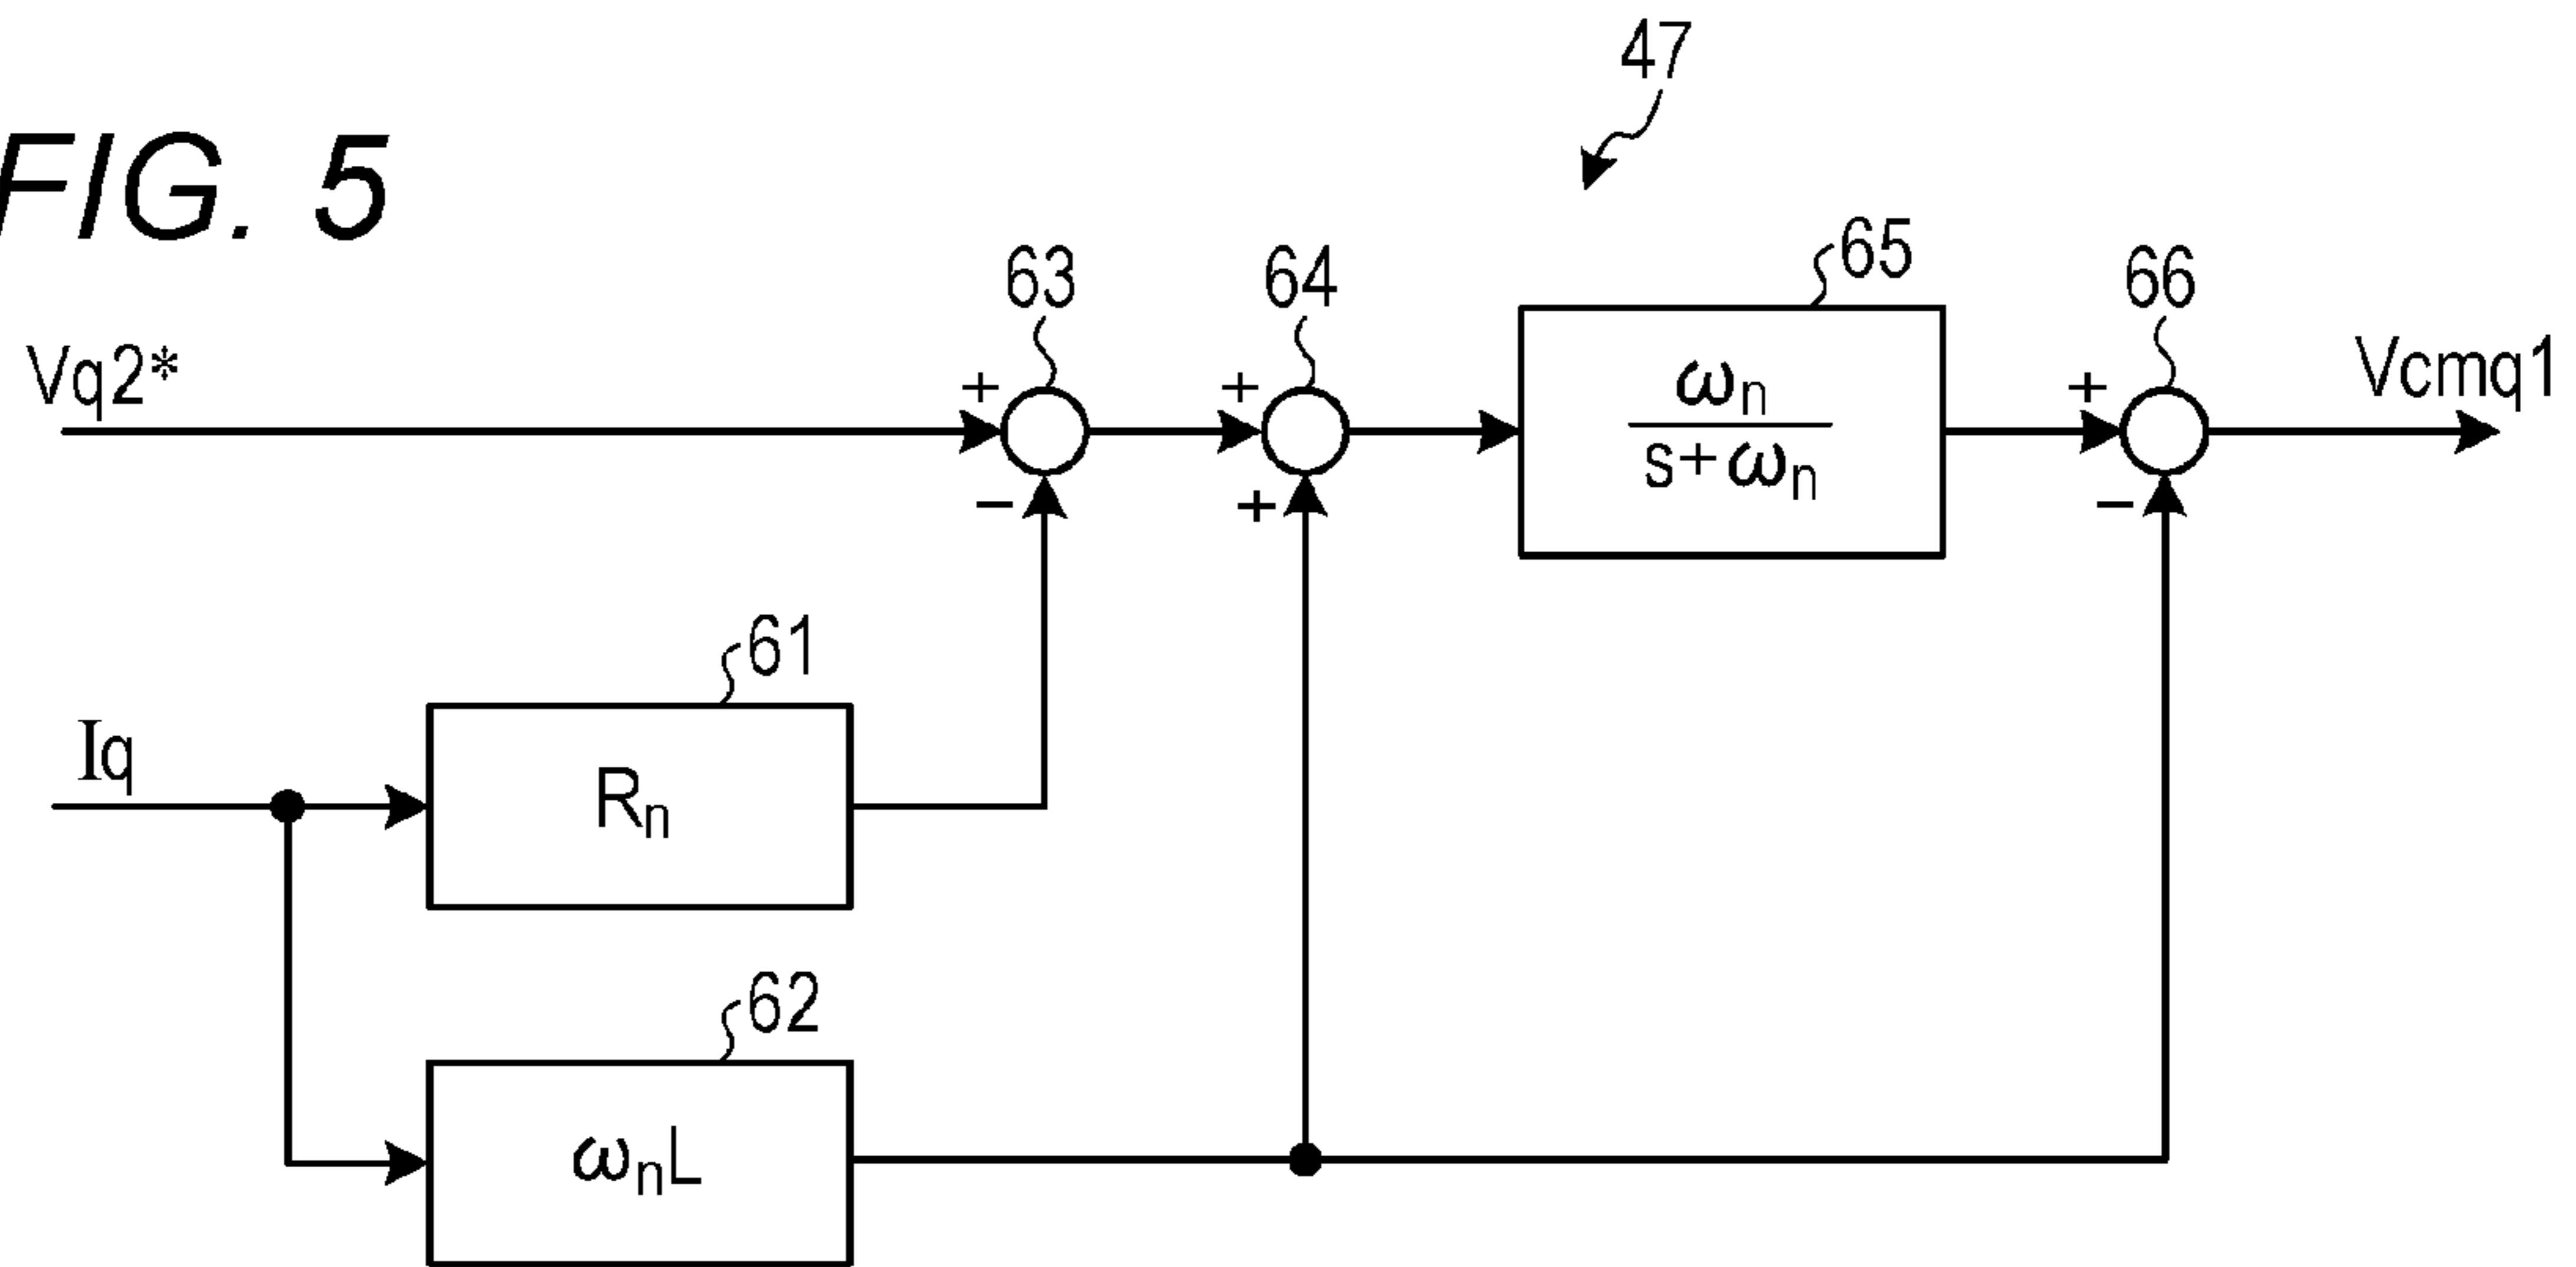 FIG. 5
47
63
64
65
66
Vq2*
+
+
ωn
s+ωn
+
Vcmq1
−
+
−
61
Iq
Rn
62
ωnL